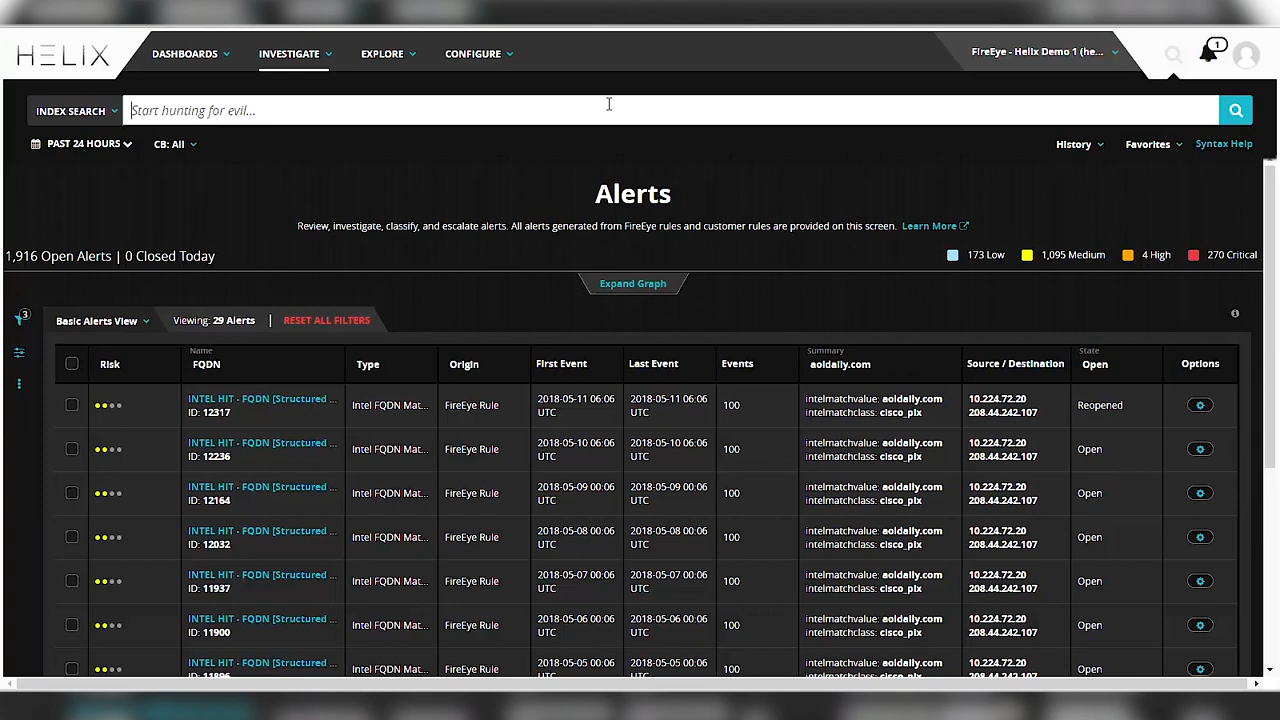 HELIX DASHBOARDS INVESTIGATE EXPLORE CONFIGURE FireEye - Helix Demo 1 (he... 1
INDEX SEARCH Start hunting for evil...
PAST 24 HOURS CB: All History Favorites Syntax Help
Alerts
Review, investigate, classify, and escalate alerts. All alerts generated from FireEye rules and customer rules are provided on this screen. Learn More
1,916 Open Alerts | 0 Closed Today 173 Low 1,095 Medium 4 High 270 Critical
Expand Graph
3
Basic Alerts View Viewing: 29 Alerts | RESET ALL FILTERS
Name Summary State
Risk FQDN Type Origin First Event Last Event Events aoldaily.com Source / Destination Open Options
INTEL HIT - FQDN [Structured ... 2018-05-11 06:06 2018-05-11 06:06 intelmatchvalue: aoldaily.com 10.224.72.20
Intel FQDN Mat... FireEye Rule 100 Reopened
ID: 12317 UTC UTC intelmatchclass: cisco_pix 208.44.242.107
INTEL HIT - FQDN [Structured ... 2018-05-10 06:06 2018-05-10 06:06 intelmatchvalue: aoldaily.com 10.224.72.20
Intel FQDN Mat... FireEye Rule 100 Open
ID: 12236 UTC UTC intelmatchclass: cisco_pix 208.44.242.107
INTEL HIT - FQDN [Structured ... 2018-05-09 00:06 2018-05-09 00:06 intelmatchvalue: aoldaily.com 10.224.72.20
Intel FQDN Mat... FireEye Rule 100 Open
ID: 12164 UTC UTC intelmatchclass: cisco_pix 208.44.242.107
INTEL HIT - FQDN [Structured ... 2018-05-08 00:06 2018-05-08 00:06 intelmatchvalue: aoldaily.com 10.224.72.20
Intel FQDN Mat... FireEye Rule 100 Open
ID: 12032 UTC UTC intelmatchclass: cisco_pix 208.44.242.107
INTEL HIT - FQDN [Structured ... 2018-05-07 00:06 2018-05-07 00:06 intelmatchvalue: aoldaily.com 10.224.72.20
Intel FQDN Mat... FireEye Rule 100 Open
ID: 11937 UTC UTC intelmatchclass: cisco_pix 208.44.242.107
INTEL HIT - FQDN [Structured ... 2018-05-06 00:06 2018-05-06 00:06 intelmatchvalue: aoldaily.com 10.224.72.20
Intel FQDN Mat... FireEye Rule 100 Open
ID: 11900 UTC UTC intelmatchclass: cisco_pix 208.44.242.107
INTEL HIT - FQDN [Structured ... 2018-05-05 00:06 2018-05-05 00:06 intelmatchvalue: aoldaily.com 10.224.72.20
Intel FQDN Mat... FireEye Rule 100 Open
ID: UTC UTC intelmatchclass: cisco_pix 208.44.242.107